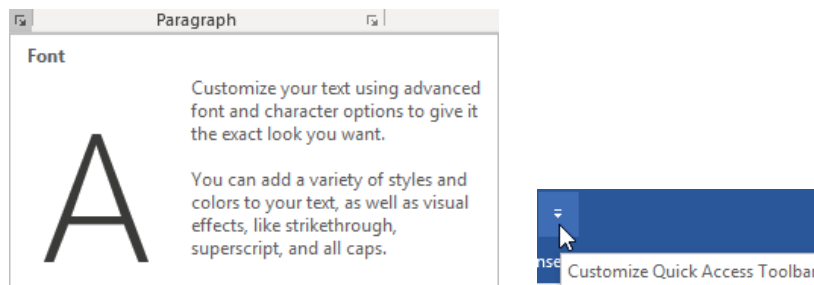 Paragraph
Font
Customize your text using advanced
font and character options to give it
the exact look you want.
You can add a variety of styles and
colors to your text, as well as visual
effects, like strikethrough,
superscript, and all caps.
A
nse
Customize Quick Access Toolbar